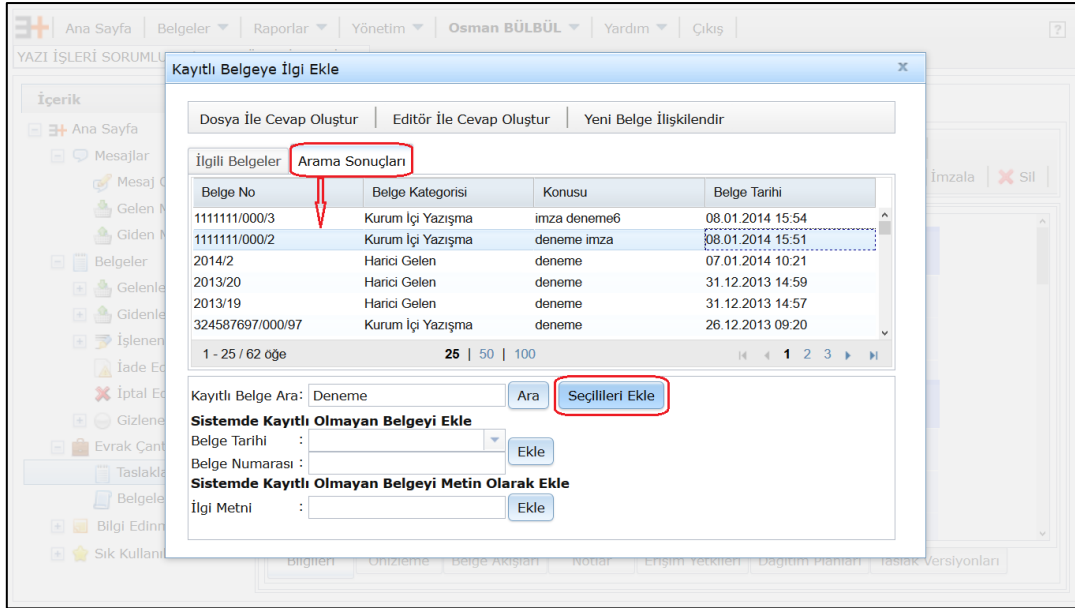 Ana Sayfa Belgeler Raporlar Yönetim Osman BÜLBÜL Yardım Çıkış ?
YAZI İŞLERİ SORUMLU
Kayıtlı Belgeye İlgi Ekle x
İçerik
Dosya İle Cevap Oluştur Editör İle Cevap Oluştur Yeni Belge İlişkilendir
Ana Sayfa
Mesajlar
Mesaj
Gelen
Giden
Belgeler
Gelenle
Gidenle
İşlenen
İade
İptal
Gizlene
Evrak Çant
Taslakla
Belgele
Bilgi Edinm
Sık Kullanı
İmzala Sil
İlgili Belgeler Arama Sonuçları
Belge No Belge Kategorisi Konusu Belge Tarihi
1111111/000/3 Kurum İçi Yazışma imza deneme6 08.01.2014 15:54
1111111/000/2 Kurum İçi Yazışma deneme imza 08.01.2014 15:51
2014/2 Harici Gelen deneme 07.01.2014 10:21
2013/20 Harici Gelen deneme 31.12.2013 14:59
2013/19 Harici Gelen deneme 31.12.2013 14:57
324587697/000/97 Kurum İçi Yazışma deneme 26.12.2013 09:20
1 - 25 / 62 öğe 25 | 50 | 100 1 2 3
Kayıtlı Belge Ara: Deneme Ara Seçilileri Ekle
Sistemde Kayıtlı Olmayan Belgeyi Ekle
Belge Tarihi :
Belge Numarası : Ekle
Sistemde Kayıtlı Olmayan Belgeyi Metin Olarak Ekle
İlgi Metni : Ekle
Bilgileri Önizleme Belge Akışları Notlar Erişim Yetkileri Dağıtım Planları Taslak Versiyonları